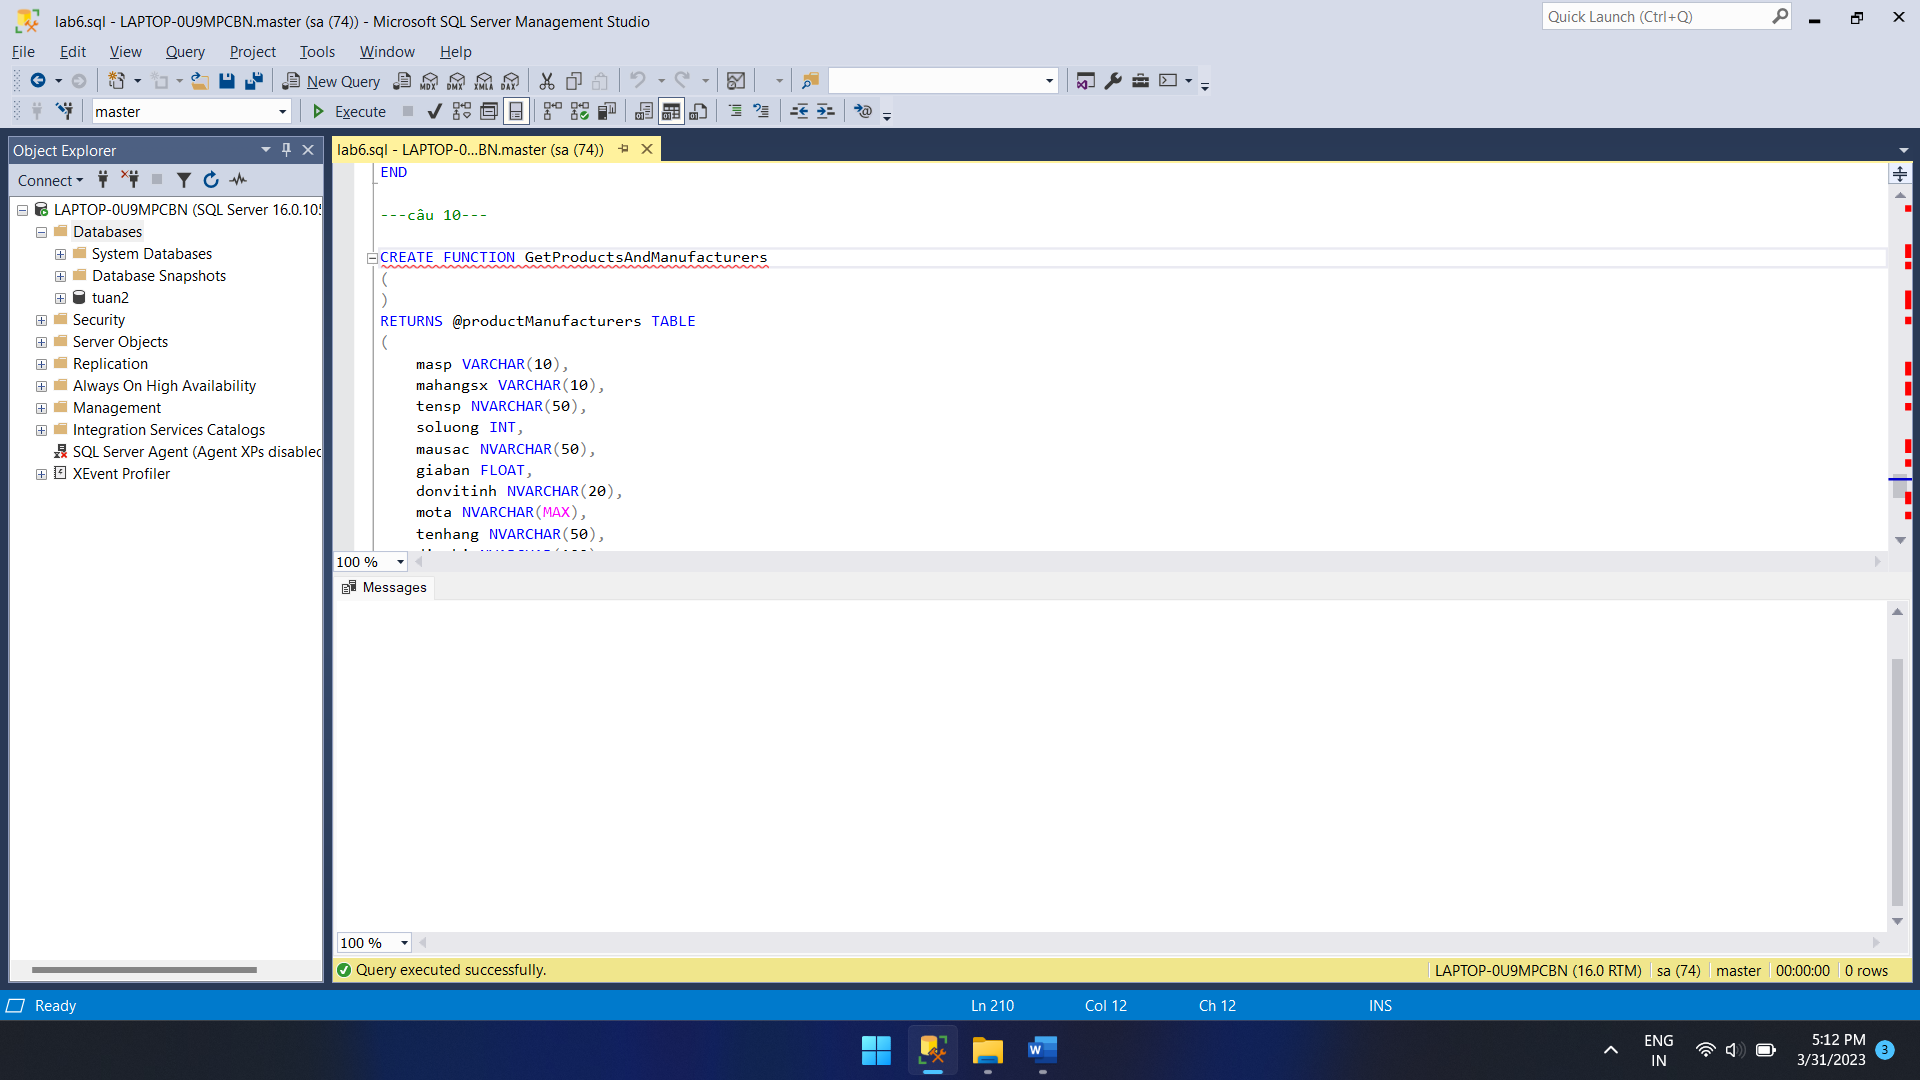 lab6.sql - LAPTOP-0U9MPCBN.master (sa (74)) - Microsoft SQL Server Management Studio
Quick Launch (Ctrl+Q)
File Edit View Query Project Tools Window Help
New Query MDX DMX XMLA DAX
master Execute
Object Explorer
Connect
LAPTOP-0U9MPCBN (SQL Server 16.0.105
Databases
System Databases
Database Snapshots
tuan2
Security
Server Objects
Replication
Always On High Availability
Management
Integration Services Catalogs
SQL Server Agent (Agent XPs disabled
XEvent Profiler
lab6.sql - LAPTOP-0...BN.master (sa (74))
END
---câu 10---
CREATE FUNCTION GetProductsAndManufacturers
(
)
RETURNS @productManufacturers TABLE
(
masp VARCHAR(10),
mahangsx VARCHAR(10),
tensp NVARCHAR(50),
soluong INT,
mausac NVARCHAR(50),
giaban FLOAT,
donvitinh NVARCHAR(20),
mota NVARCHAR(MAX),
tenhang NVARCHAR(50),
100 %
Messages
100 %
Query executed successfully.
LAPTOP-0U9MPCBN (16.0 RTM) sa (74) master 00:00:00 0 rows
Ready Ln 210 Col 12 Ch 12 INS
W
ENG
IN
5:12 PM
3/31/2023
3